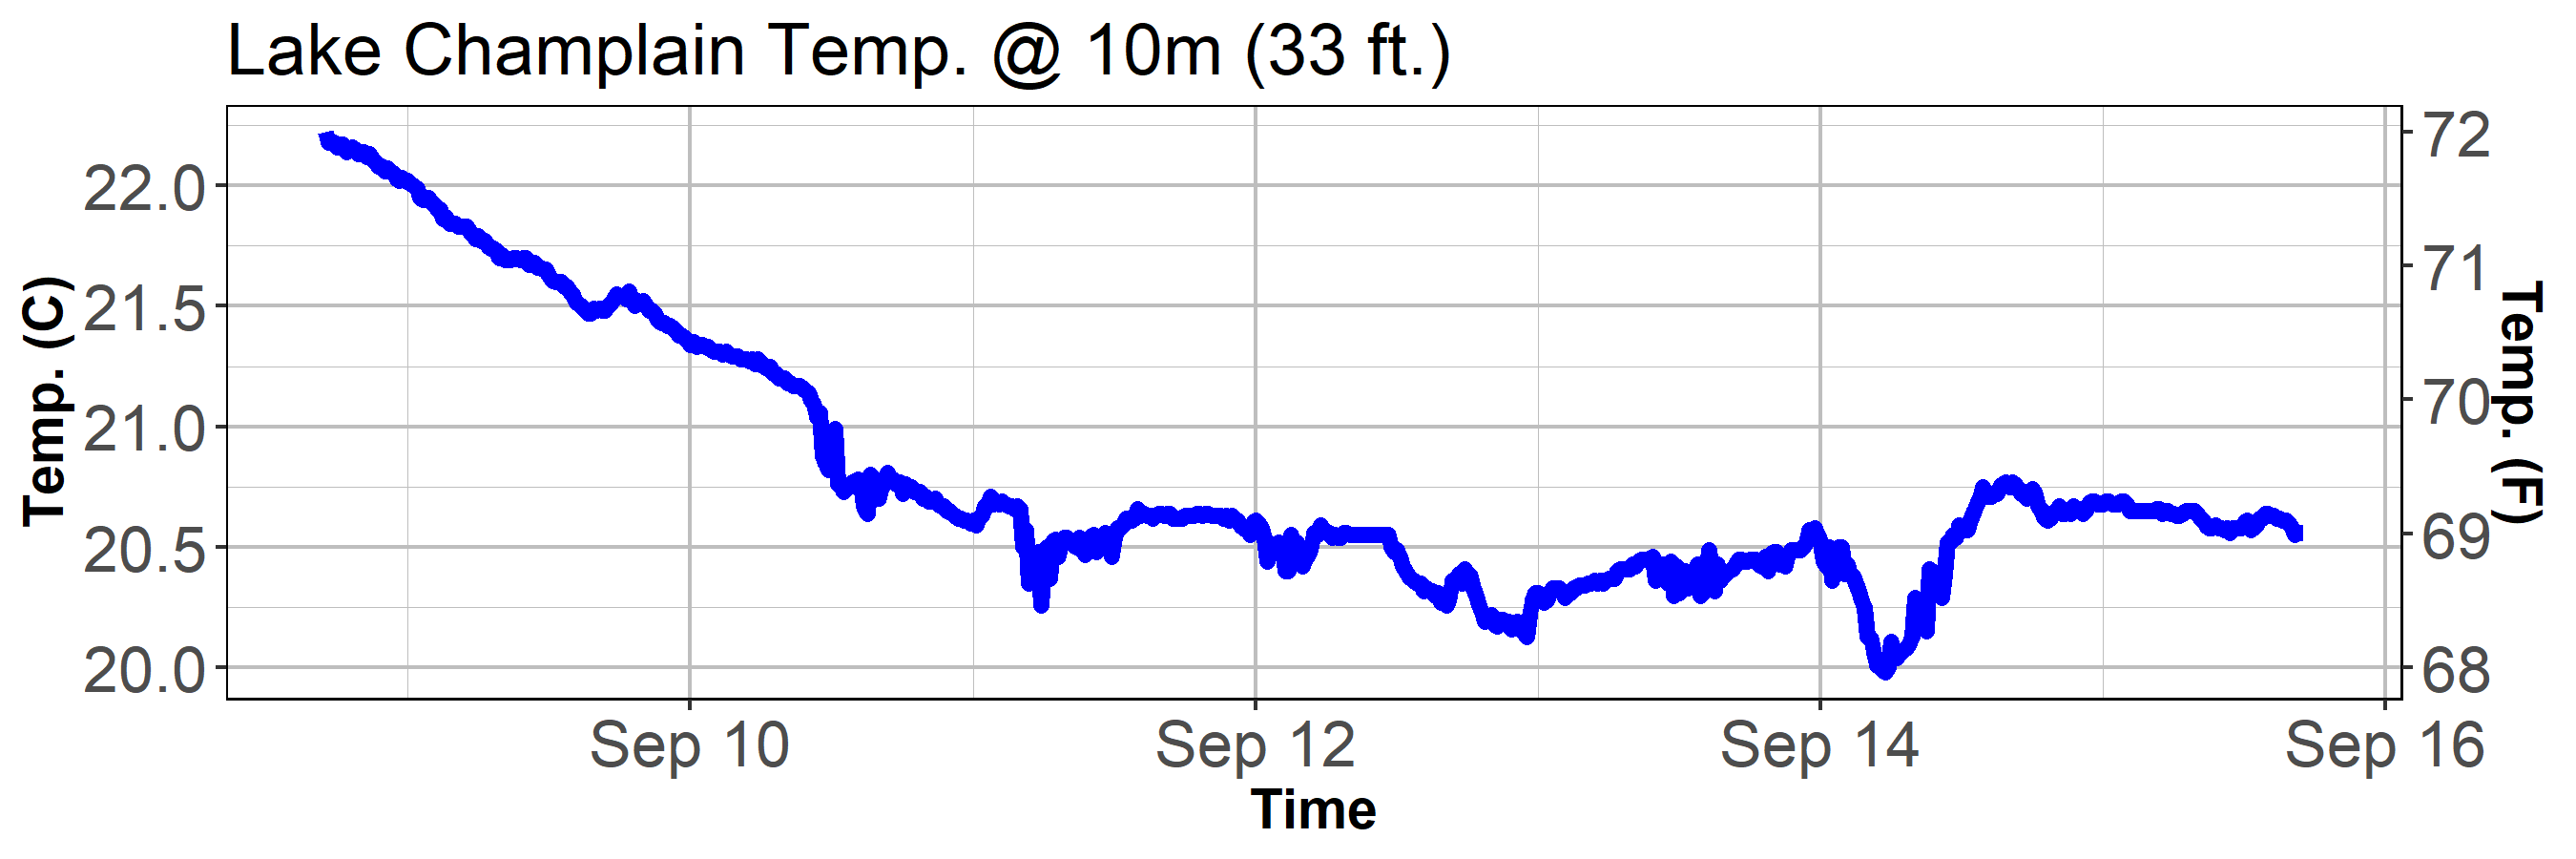 Lake Champlain Temp. @ 10m (33 ft.)
Temp. (C)
22.0
21.5
21.0
20.5
20.0
72
71
70
69
68
Temp. (F)
Sep 10
Sep 12
Sep 14
Sep 16
Time